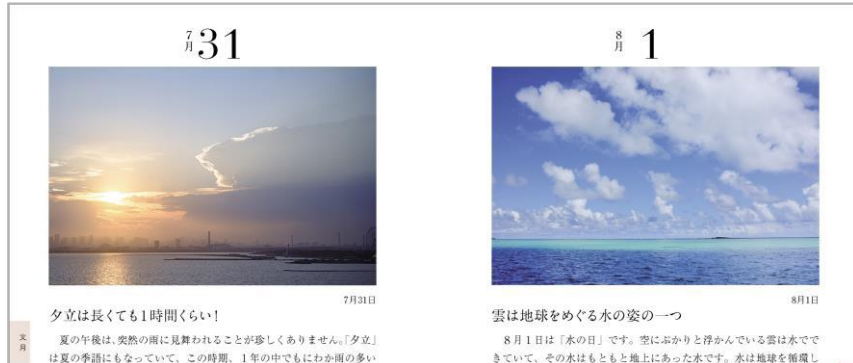 7月 31
7月31日
夕立は長くても1時間くらい!
夏の午後は、突然の雨に見舞われることが珍しくありません。「夕立」
は夏の季語にもなっていて、この時期、1年の中でもにわか雨の多い
文月
8月 1
8月1日
雲は地球をめぐる水の姿の一つ
8月1日は「水の日」です。空にぷかりと浮かんでいる雲は水でで
きていて、その水はもともと地上にあった水です。水は地球を循環し